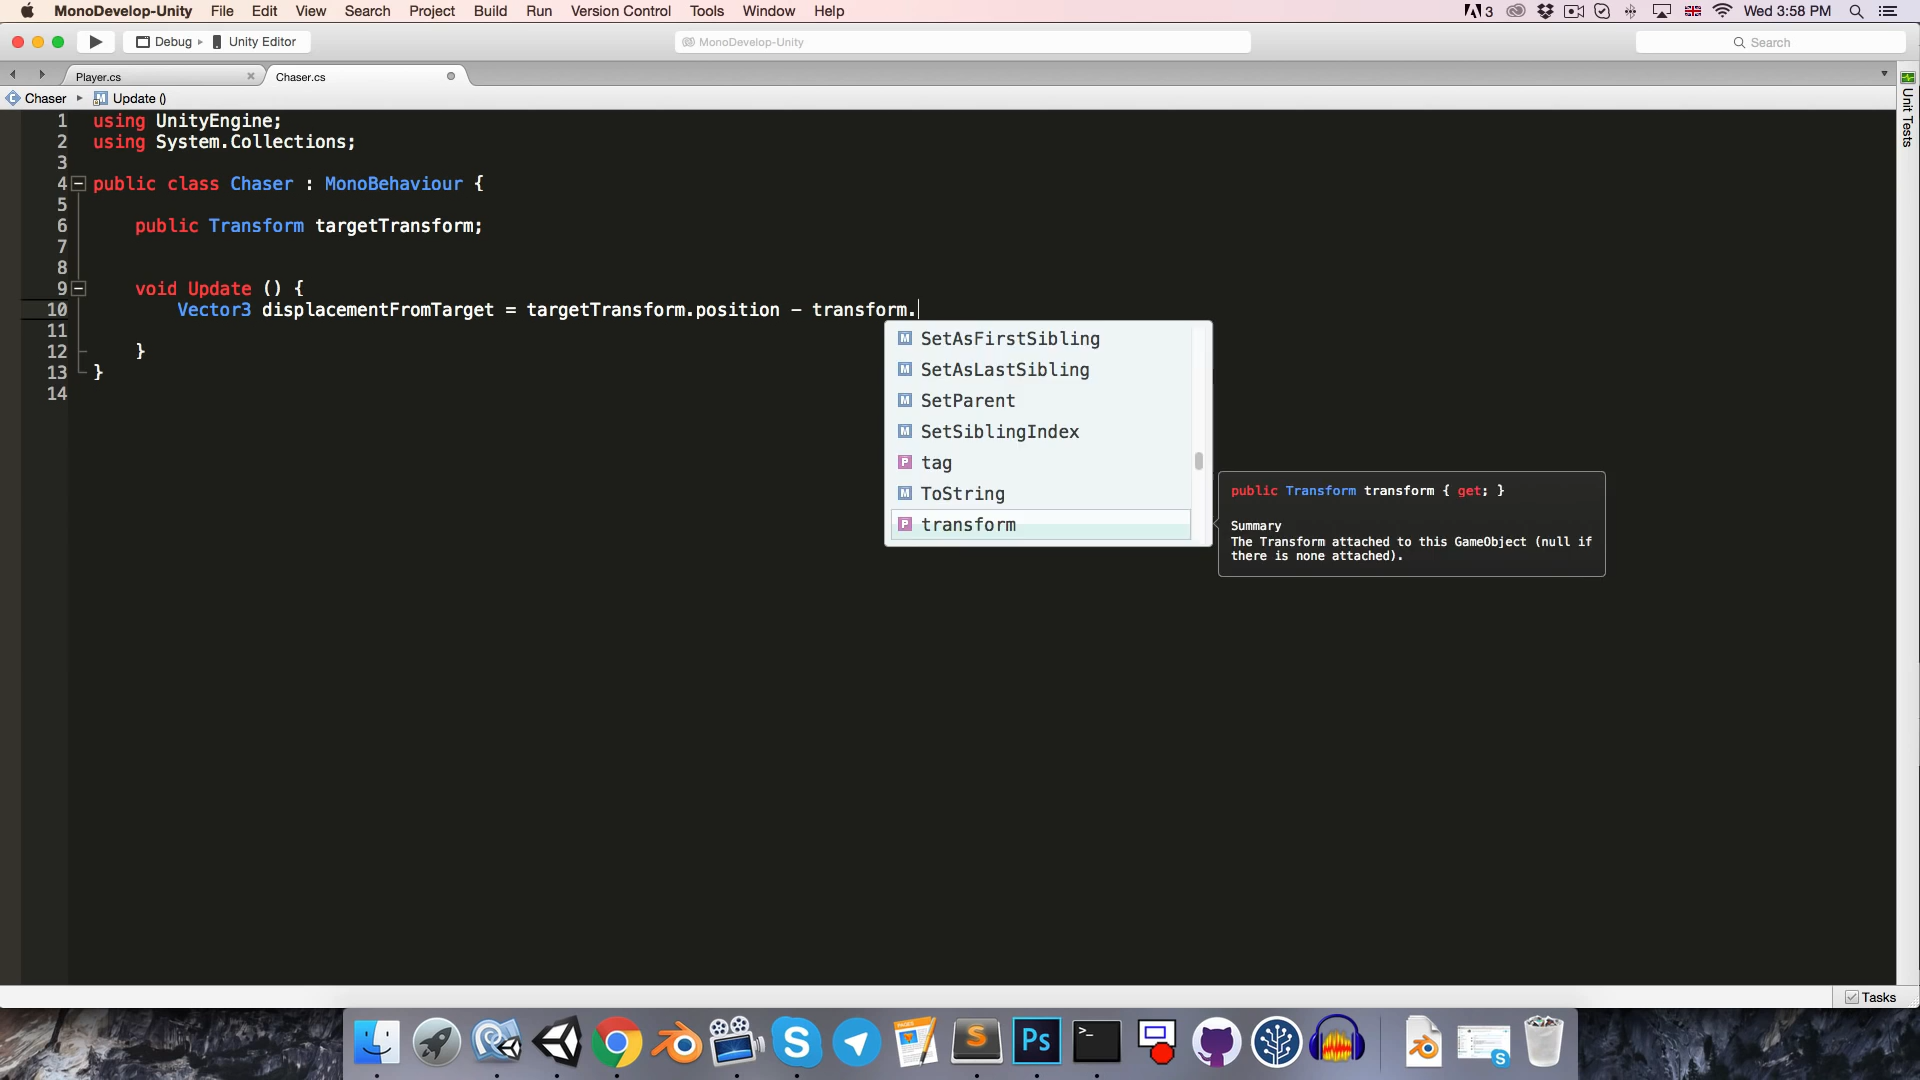 MonoDevelop-Unity File Edit View Search Project Build Run Version Control Tools Window Help 3 Wed 3:58 PM
Debug Unity Editor MonoDevelop-Unity Search
Player.cs Chaser.cs
Chaser Update ()
Unit Tests
1 using UnityEngine;
2 using System.Collections;
3
4 public class Chaser : MonoBehaviour {
5
6 public Transform targetTransform;
7
8
9 void Update () {
10 Vector3 displacementFromTarget = targetTransform.position - transform.
11
12 }
13 }
14
M SetAsFirstSibling
M SetAsLastSibling
M SetParent
M SetSiblingIndex
P tag
M ToString
P transform
public Transform transform { get; }
Summary
The Transform attached to this GameObject (null if
there is none attached).
Tasks
PAGES
S S Ps >_ S